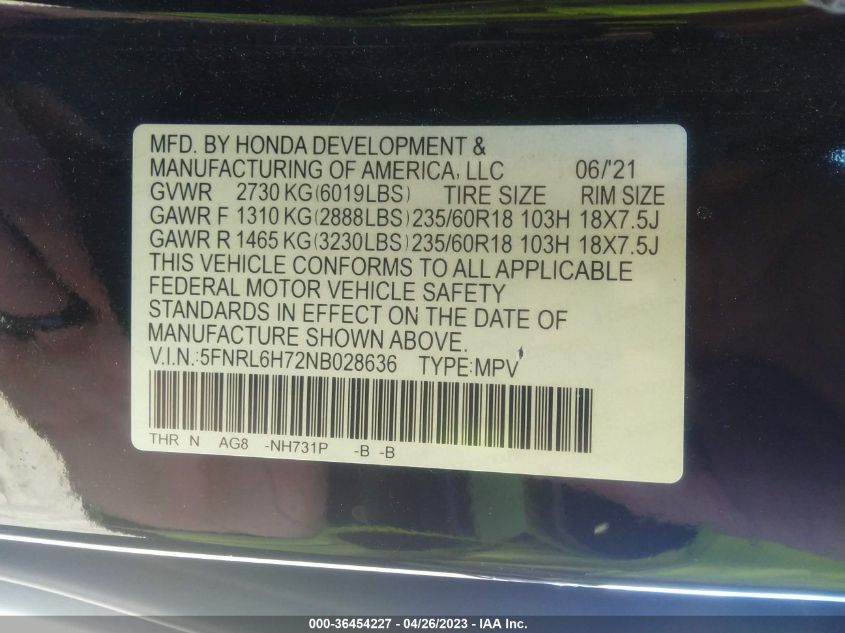 MFD. BY HONDA DEVELOPMENT &
MANUFACTURING OF AMERICA, LLC 06/'21
GVWR 2730 KG(6019LBS) TIRE SIZE RIM SIZE
GAWR F 1310 KG(2888LBS) 235/60R18 103H 18X7.5J
GAWR R 1465 KG(3230LBS) 235/60R18 103H 18X7.5J
THIS VEHICLE CONFORMS TO ALL APPLICABLE
FEDERAL MOTOR VEHICLE SAFETY
STANDARDS IN EFFECT ON THE DATE OF
MANUFACTURE SHOWN ABOVE.
V.I.N.:5FNRL6H72NB028636 TYPE:MPV
THR N AG8 -NH731P -B -B
000-36454227 - 04/26/2023 - IAA Inc.